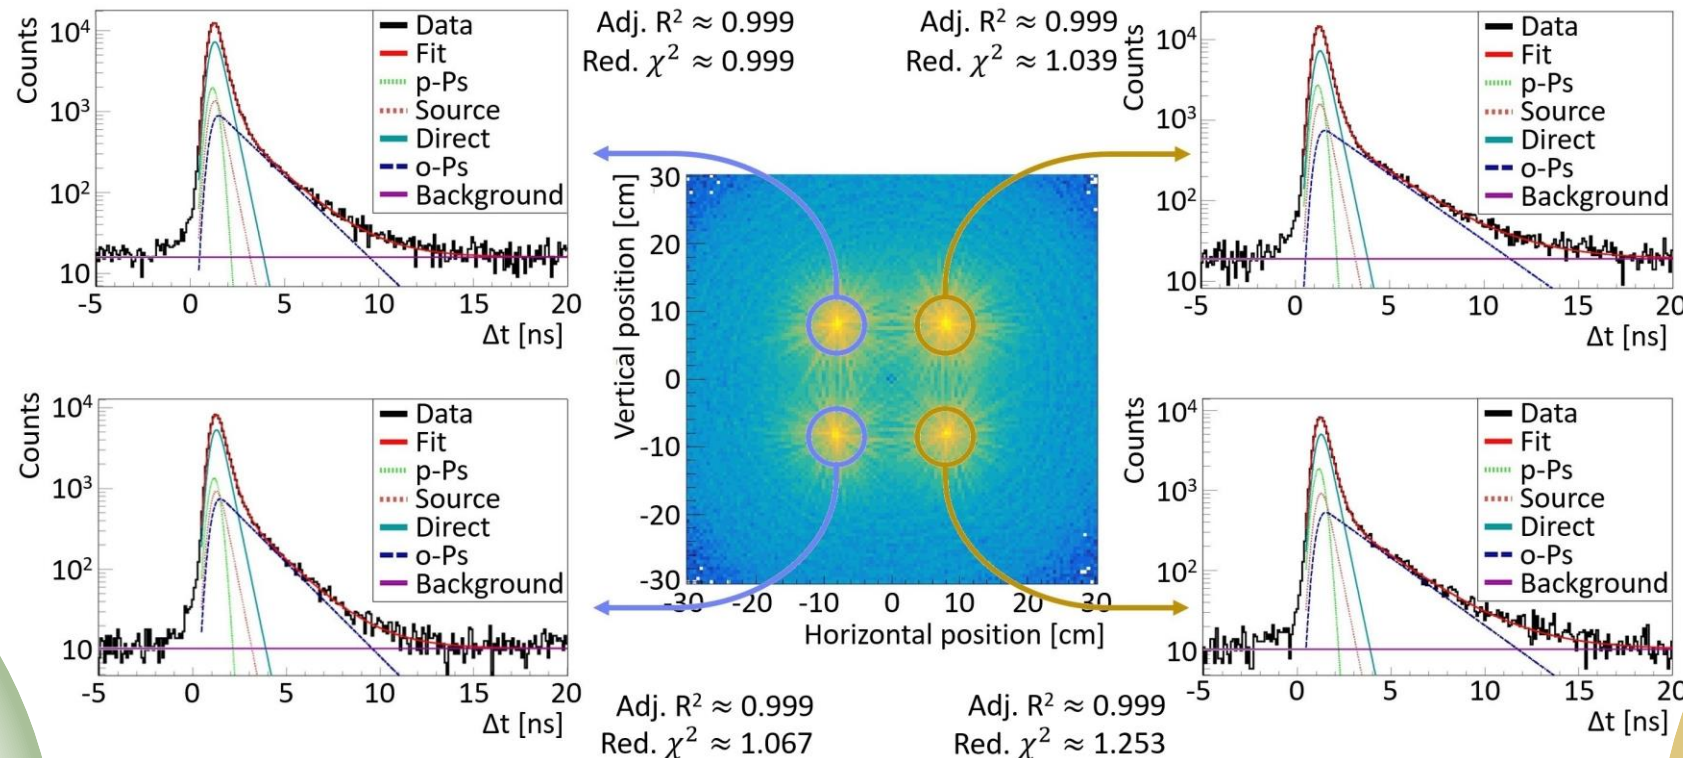 Adj. R² ≈ 0.999
Red. χ² ≈ 0.999
Adj. R² ≈ 0.999
Red. χ² ≈ 1.039
Counts
10⁴
10³
10²
10
-5 0 5 10 15 20
Δt [ns]
Data
Fit
p-Ps
Source
Direct
o-Ps
Background
Counts
10⁴
10³
10²
10
-5 0 5 10 15 20
Δt [ns]
Data
Fit
p-Ps
Source
Direct
o-Ps
Background
Vertical position [cm]
30
20
10
0
-10
-20
-30
-30 -20 -10 0 10 20 30
Horizontal position [cm]
Counts
10⁴
10³
10²
10
-5 0 5 10 15 20
Δt [ns]
Data
Fit
p-Ps
Source
Direct
o-Ps
Background
Counts
10⁴
10³
10²
10
-5 0 5 10 15 20
Δt [ns]
Data
Fit
p-Ps
Source
Direct
o-Ps
Background
Adj. R² ≈ 0.999
Red. χ² ≈ 1.067
Adj. R² ≈ 0.999
Red. χ² ≈ 1.253